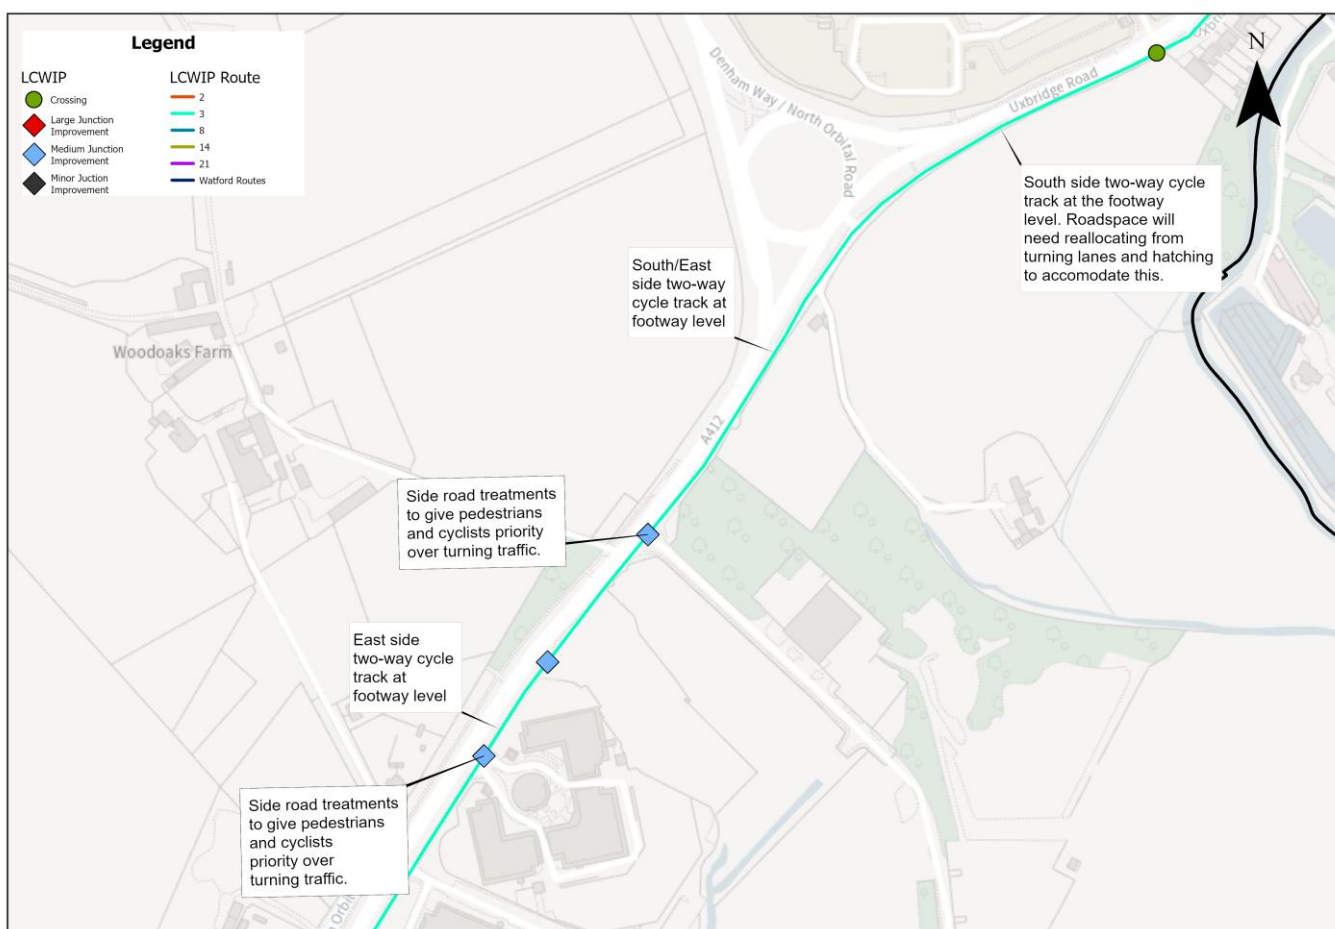 Legend
LCWIP
Crossing
Large Junction
Improvement
Medium Junction
Improvement
Minor Juction
Improvement
LCWIP Route
2
3
8
14
21
Watford Routes
N
Denham Way / North Orbital Road
Uxbridge Road
South side two-way cycle
track at the footway
level. Roadspace will
need reallocating from
turning lanes and hatching
to accomodate this.
South/East
side two-way
cycle track at
footway level
Woodoaks Farm
A412
Side road treatments
to give pedestrians
and cyclists priority
over turning traffic.
East side
two-way cycle
track at
footway level
Side road treatments
to give pedestrians
and cyclists
priority over
turning traffic.